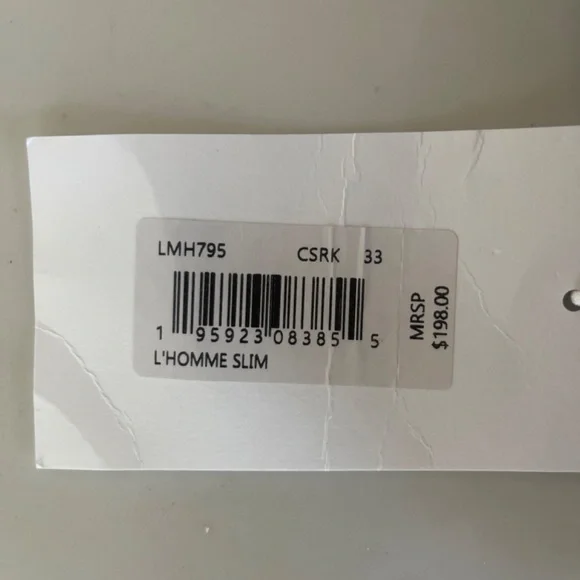 LMH795 CSRK 33
1 95923 08385 5
L'HOMME SLIM
MRSP
$198.00